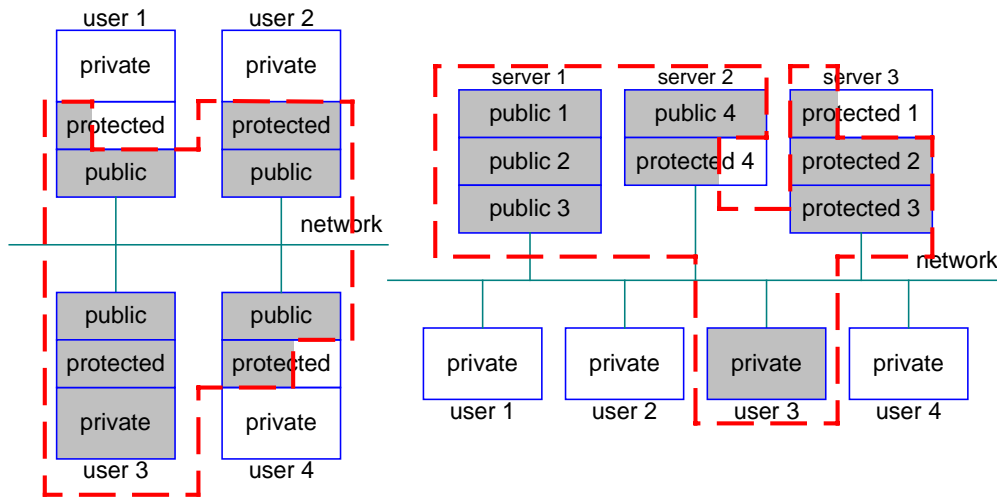 user 1
user 2
private
private
protected
protected
public
public
network
public
public
protected
protected
private
private
user 3
user 4
server 1
server 2
server 3
public 1
public 4
protected 1
public 2
protected 4
protected 2
public 3
protected 3
network
private
private
private
private
user 1
user 2
user 3
user 4